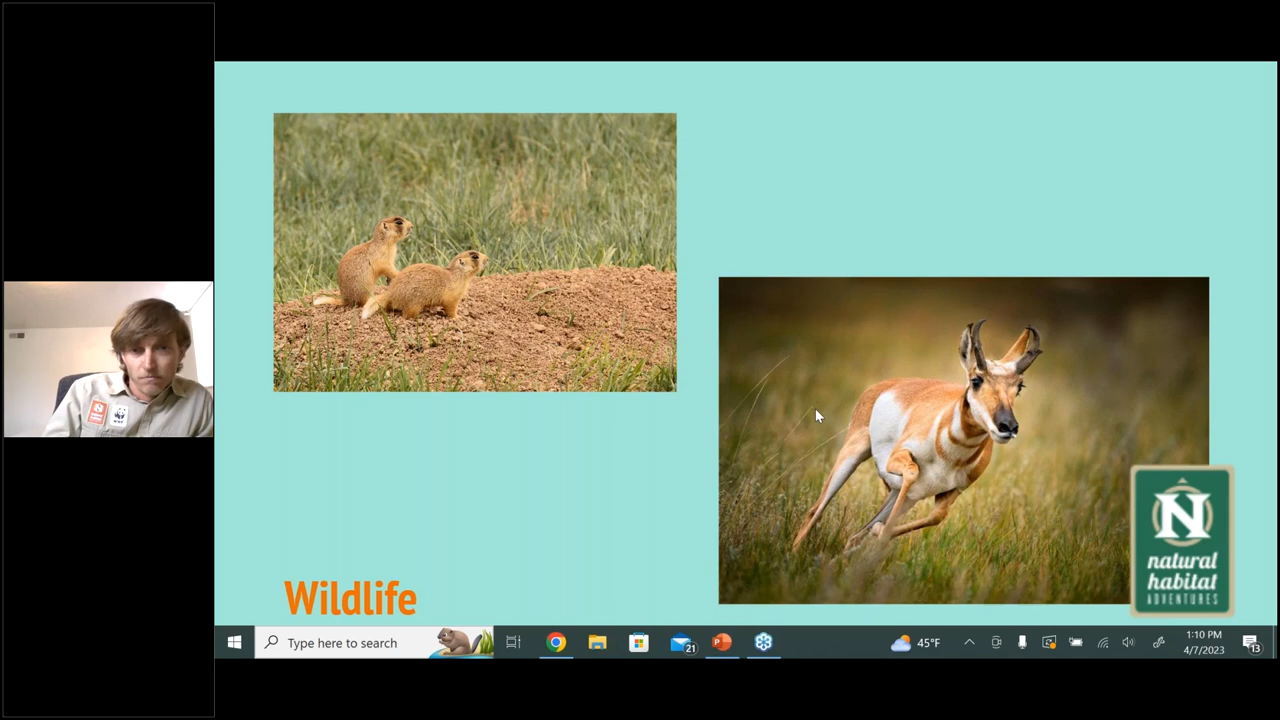 Wildlife
N
natural
habitat
ADVENTURES
Type here to search
21
45°F
1:10 PM
4/7/2023
13